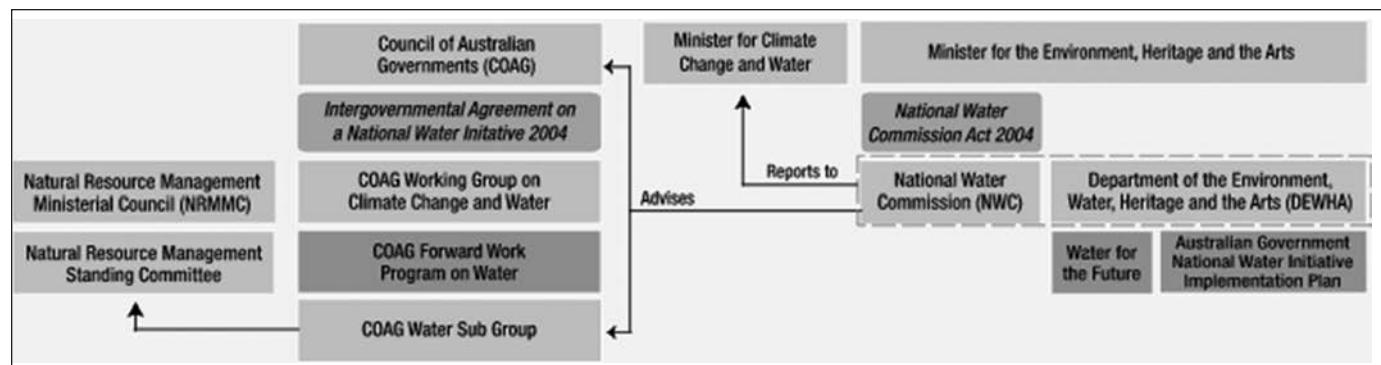 Council of Australian
Governments (COAG)
Minister for Climate
Change and Water
Minister for the Environment, Heritage and the Arts
Intergovernmental Agreement on
a National Water Initative 2004
National Water
Commission Act 2004
Natural Resource Management
Ministerial Council (NRMMC)
COAG Working Group on
Climate Change and Water
Reports to
Advises
National Water
Commission (NWC)
Department of the Environment,
Water, Heritage and the Arts (DEWHA)
Natural Resource Management
Standing Committee
COAG Forward Work
Program on Water
Water for
the Future
Australian Government
National Water Initiative
Implementation Plan
COAG Water Sub Group